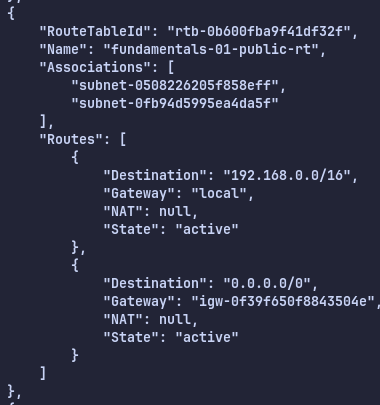 },
{
"RouteTableId": "rtb-0b600fba9f41df32f",
"Name": "fundamentals-01-public-rt",
"Associations": [
"subnet-0508226205f858eff",
"subnet-0fb94d5995ea4da5f"
],
"Routes": [
{
"Destination": "192.168.0.0/16",
"Gateway": "local",
"NAT": null,
"State": "active"
},
{
"Destination": "0.0.0.0/0",
"Gateway": "igw-0f39f650f8843504e",
"NAT": null,
"State": "active"
}
]
},
{